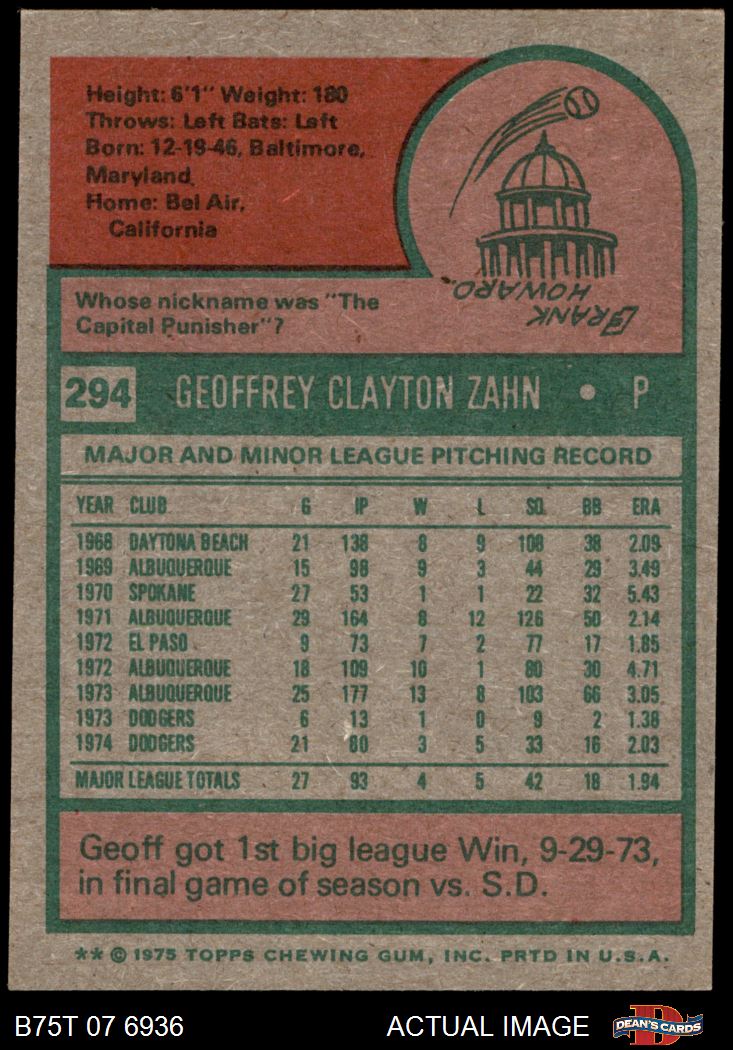 Height: 6'1" Weight: 180
Throws: Left Bats: Left
Born: 12-19-46, Baltimore,
Maryland
Home: Bel Air,
California
FRANK
HOWARD.
Whose nickname was "The
Capital Punisher"?
294 GEOFFREY CLAYTON ZAHN • P
MAJOR AND MINOR LEAGUE PITCHING RECORD
YEAR CLUB G IP W L SO BB ERA
1968 DAYTONA BEACH 21 138 8 9 108 38 2.09
1969 ALBUQUERQUE 15 98 9 3 44 29 3.49
1970 SPOKANE 27 53 1 1 22 32 5.43
1971 ALBUQUERQUE 29 164 8 12 126 50 2.14
1972 EL PASO 9 73 7 2 77 17 1.85
1972 ALBUQUERQUE 18 109 10 1 80 30 4.71
1973 ALBUQUERQUE 25 177 13 8 103 66 3.05
1973 DODGERS 6 13 1 0 9 2 1.38
1974 DODGERS 21 80 3 5 33 16 2.03
MAJOR LEAGUE TOTALS 27 93 4 5 42 18 1.94
Geoff got 1st big league Win, 9-29-73,
in final game of season vs. S.D.
** © 1975 TOPPS CHEWING GUM, INC. PRTD IN U.S.A.
B75T 07 6936 ACTUAL IMAGE D DEAN'S CARDS